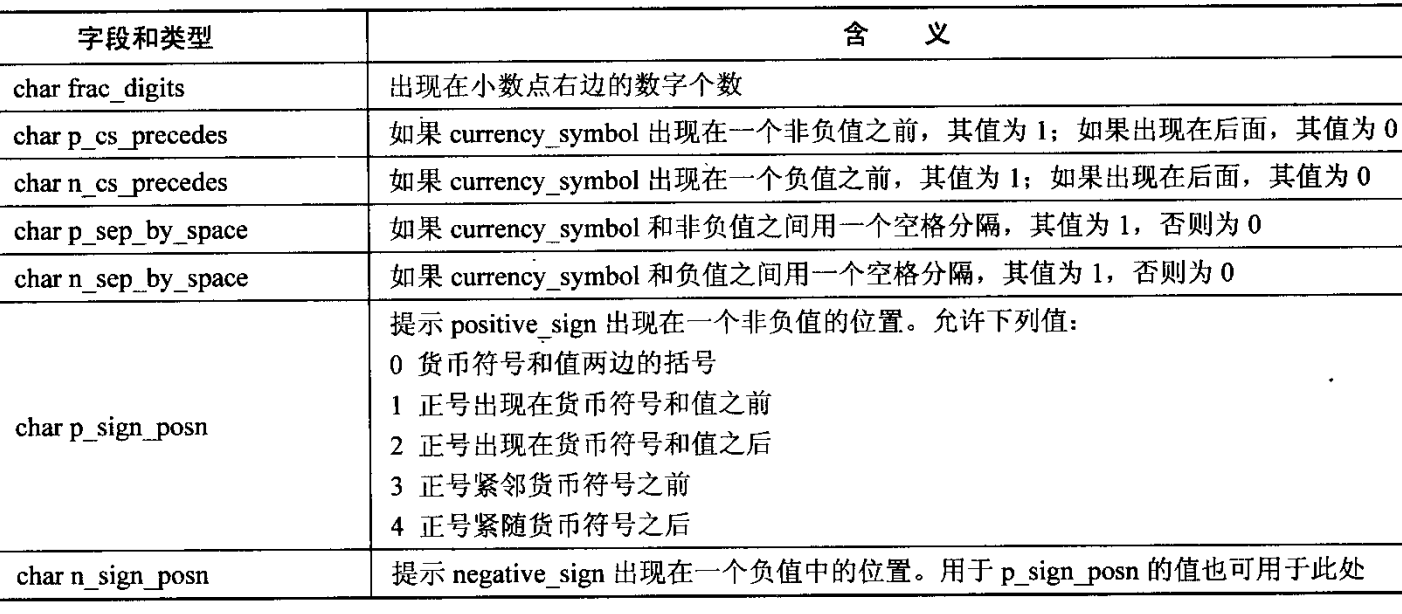 字段和类型 含 义
char frac_digits 出现在小数点右边的数字个数
char p_cs_precedes 如果 currency_symbol 出现在一个非负值之前，其值为 1；如果出现在后面，其值为 0
char n_cs_precedes 如果 currency_symbol 出现在一个负值之前，其值为 1；如果出现在后面，其值为 0
char p_sep_by_space 如果 currency_symbol 和非负值之间用一个空格分隔，其值为 1，否则为 0
char n_sep_by_space 如果 currency_symbol 和负值之间用一个空格分隔，其值为 1，否则为 0
提示 positive_sign 出现在一个非负值的位置。允许下列值：
0 货币符号和值两边的括号
1 正号出现在货币符号和值之前
char p_sign_posn
2 正号出现在货币符号和值之后
3 正号紧邻货币符号之前
4 正号紧随货币符号之后
char n_sign_posn 提示 negative_sign 出现在一个负值中的位置。用于 p_sign_posn 的值也可用于此处